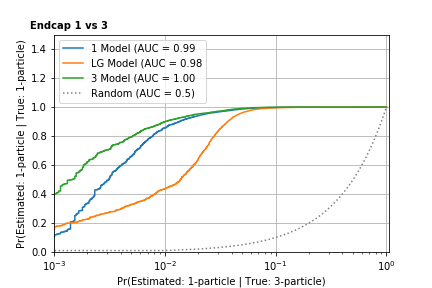 Endcap 1 vs 3
Pr(Estimated: 1-particle | True: 1-particle)
1.4
1.2
1.0
0.8
0.6
0.4
0.2
0.0
1 Model (AUC = 0.99
LG Model (AUC = 0.98
3 Model (AUC = 1.00
Random (AUC = 0.5)
10⁻³ 10⁻² 10⁻¹ 10⁰
Pr(Estimated: 1-particle | True: 3-particle)